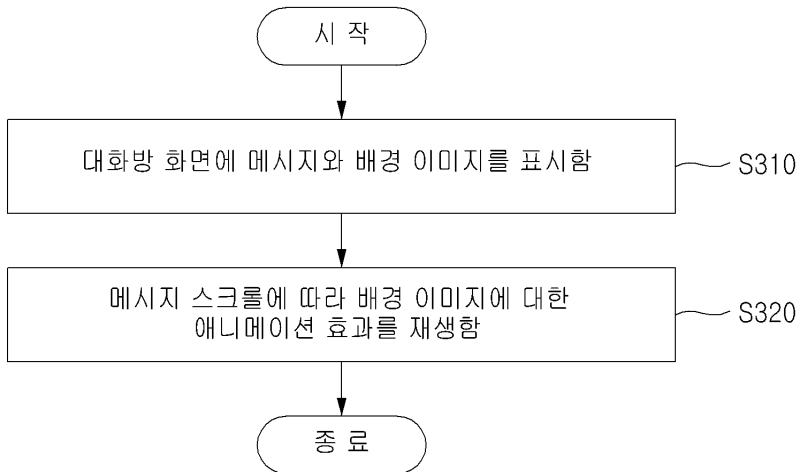 시 작
대화방 화면에 메시지와 배경 이미지를 표시함
S310
메시지 스크롤에 따라 배경 이미지에 대한
애니메이션 효과를 재생함
S320
종 료